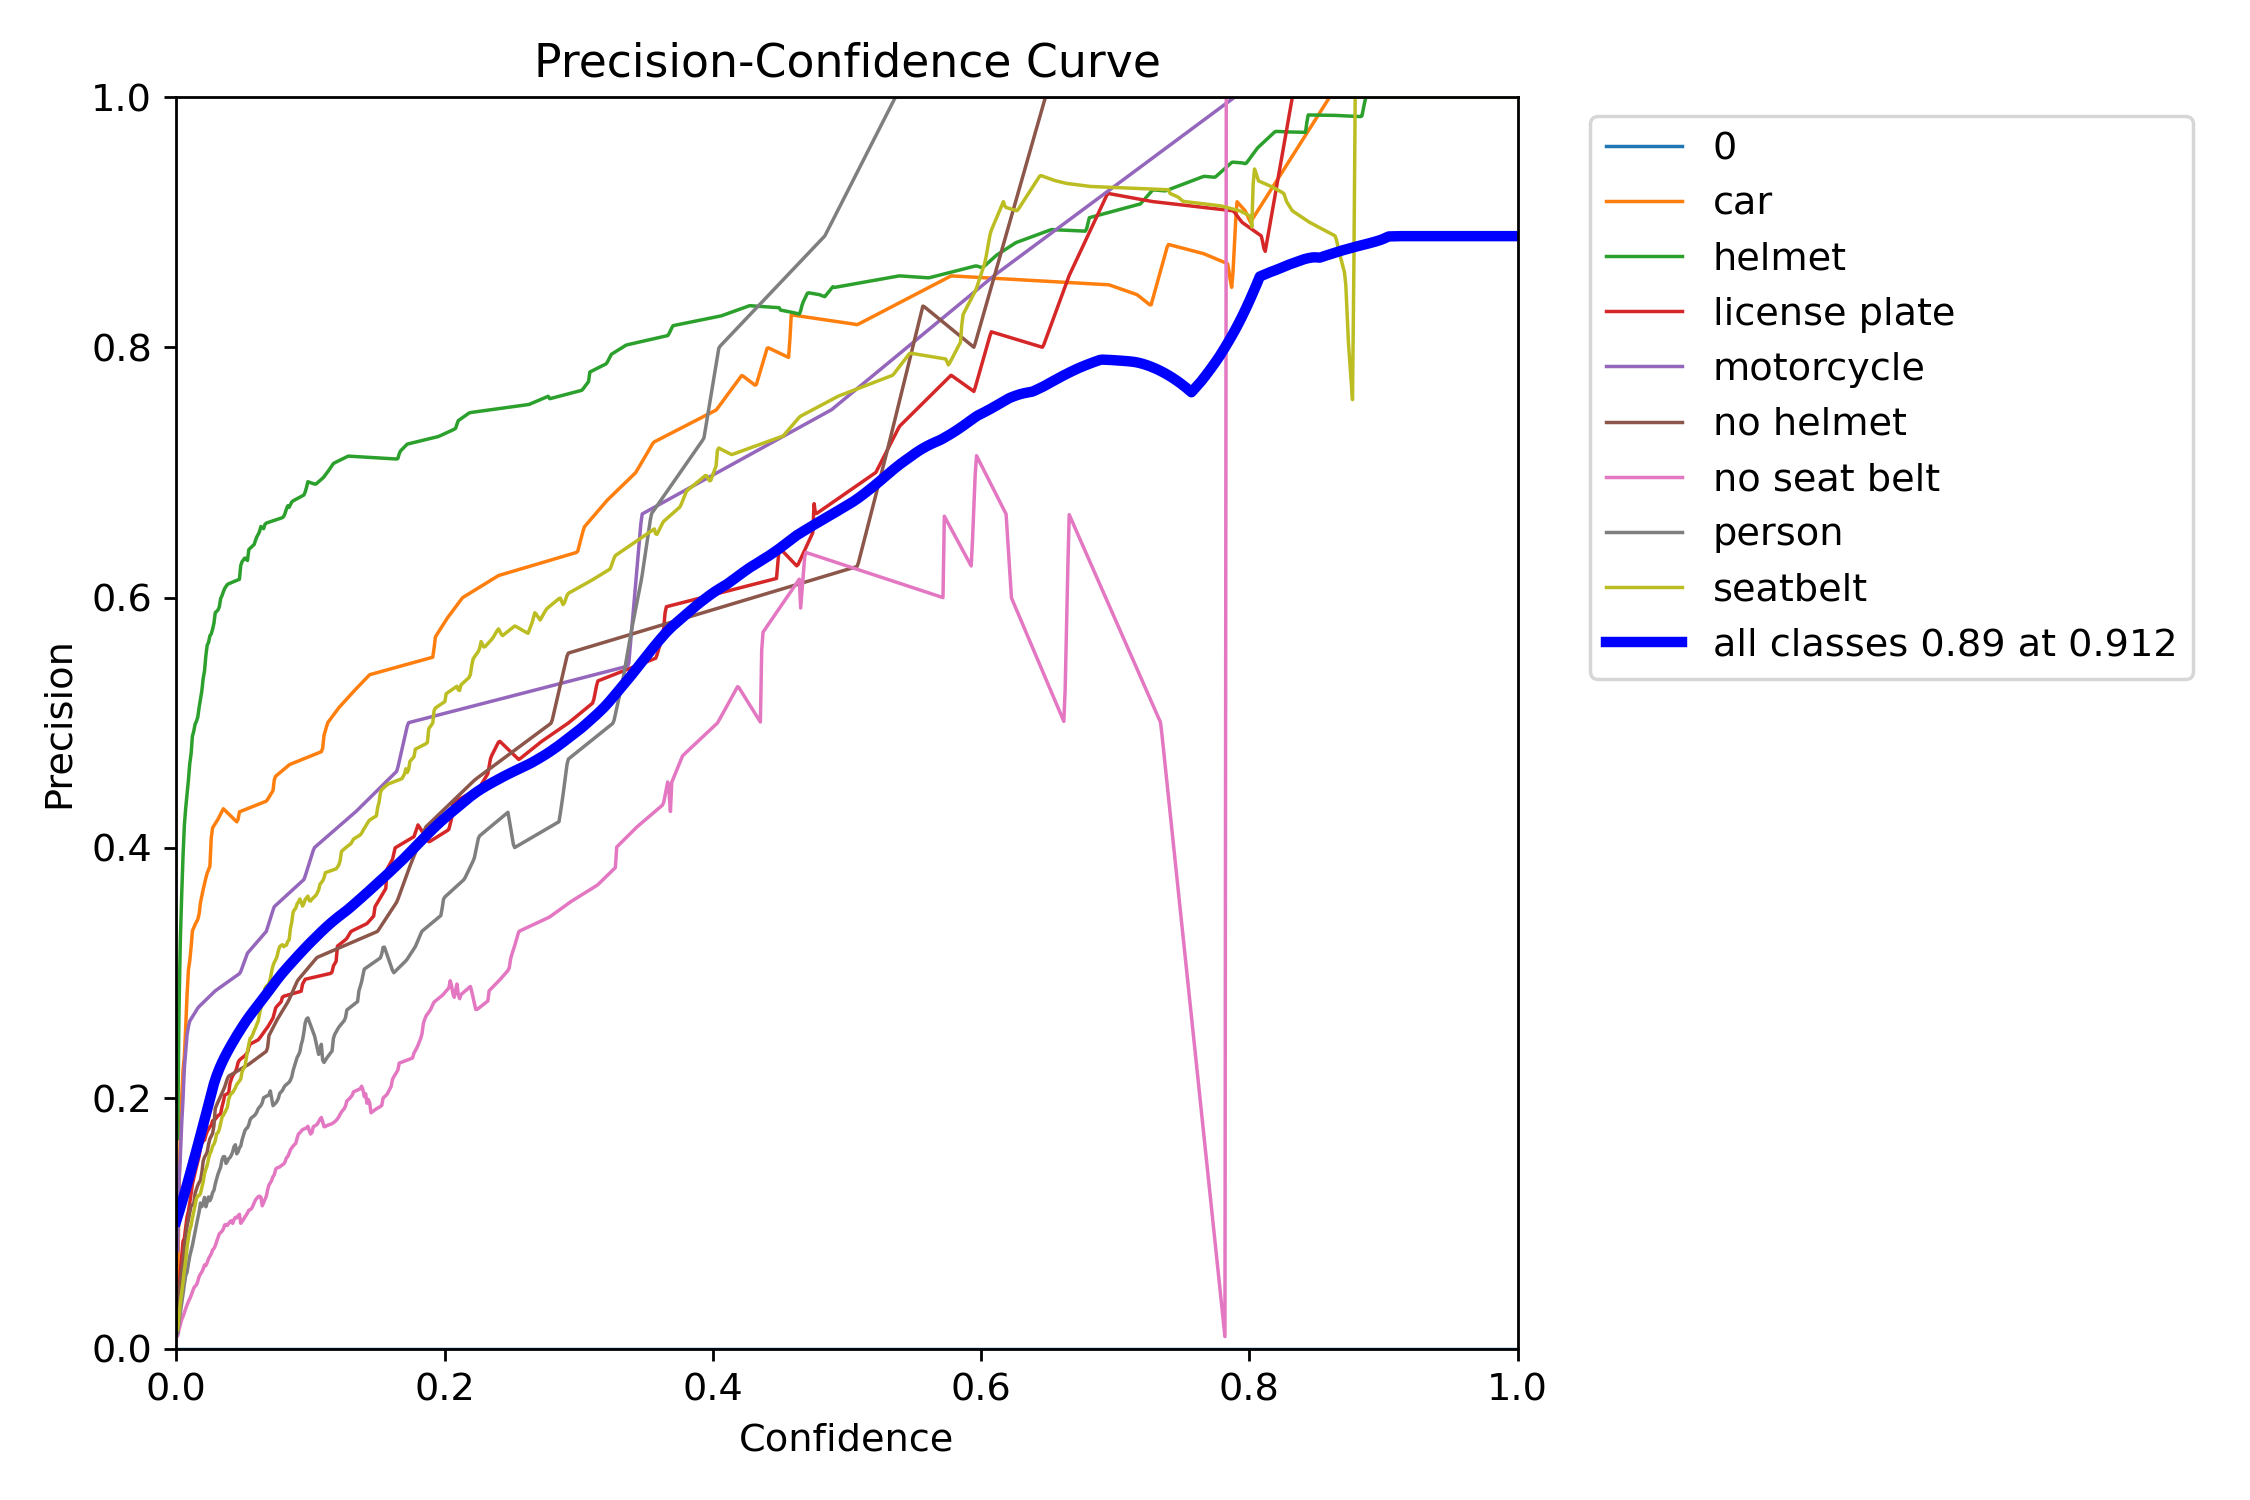 Precision-Confidence Curve
1.0
0.8
0.6
0.4
0.2
0.0
Precision
0.0 0.2 0.4 0.6 0.8 1.0
Confidence
0
car
helmet
license plate
motorcycle
no helmet
no seat belt
person
seatbelt
all classes 0.89 at 0.912